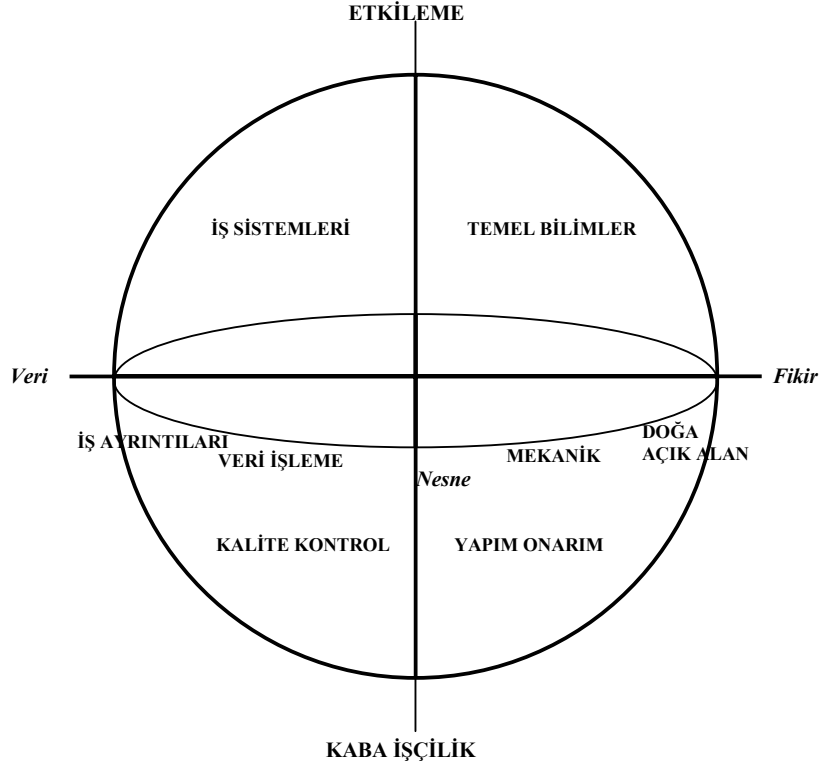 ETKİLEME
İŞ SİSTEMLERİ
TEMEL BİLİMLER
Veri
Fikir
İŞ AYRINTILARI
VERİ İŞLEME
MEKANİK
DOĞA
AÇIK ALAN
Nesne
KALİTE KONTROL
YAPIM ONARIM
KABA İŞÇİLİK